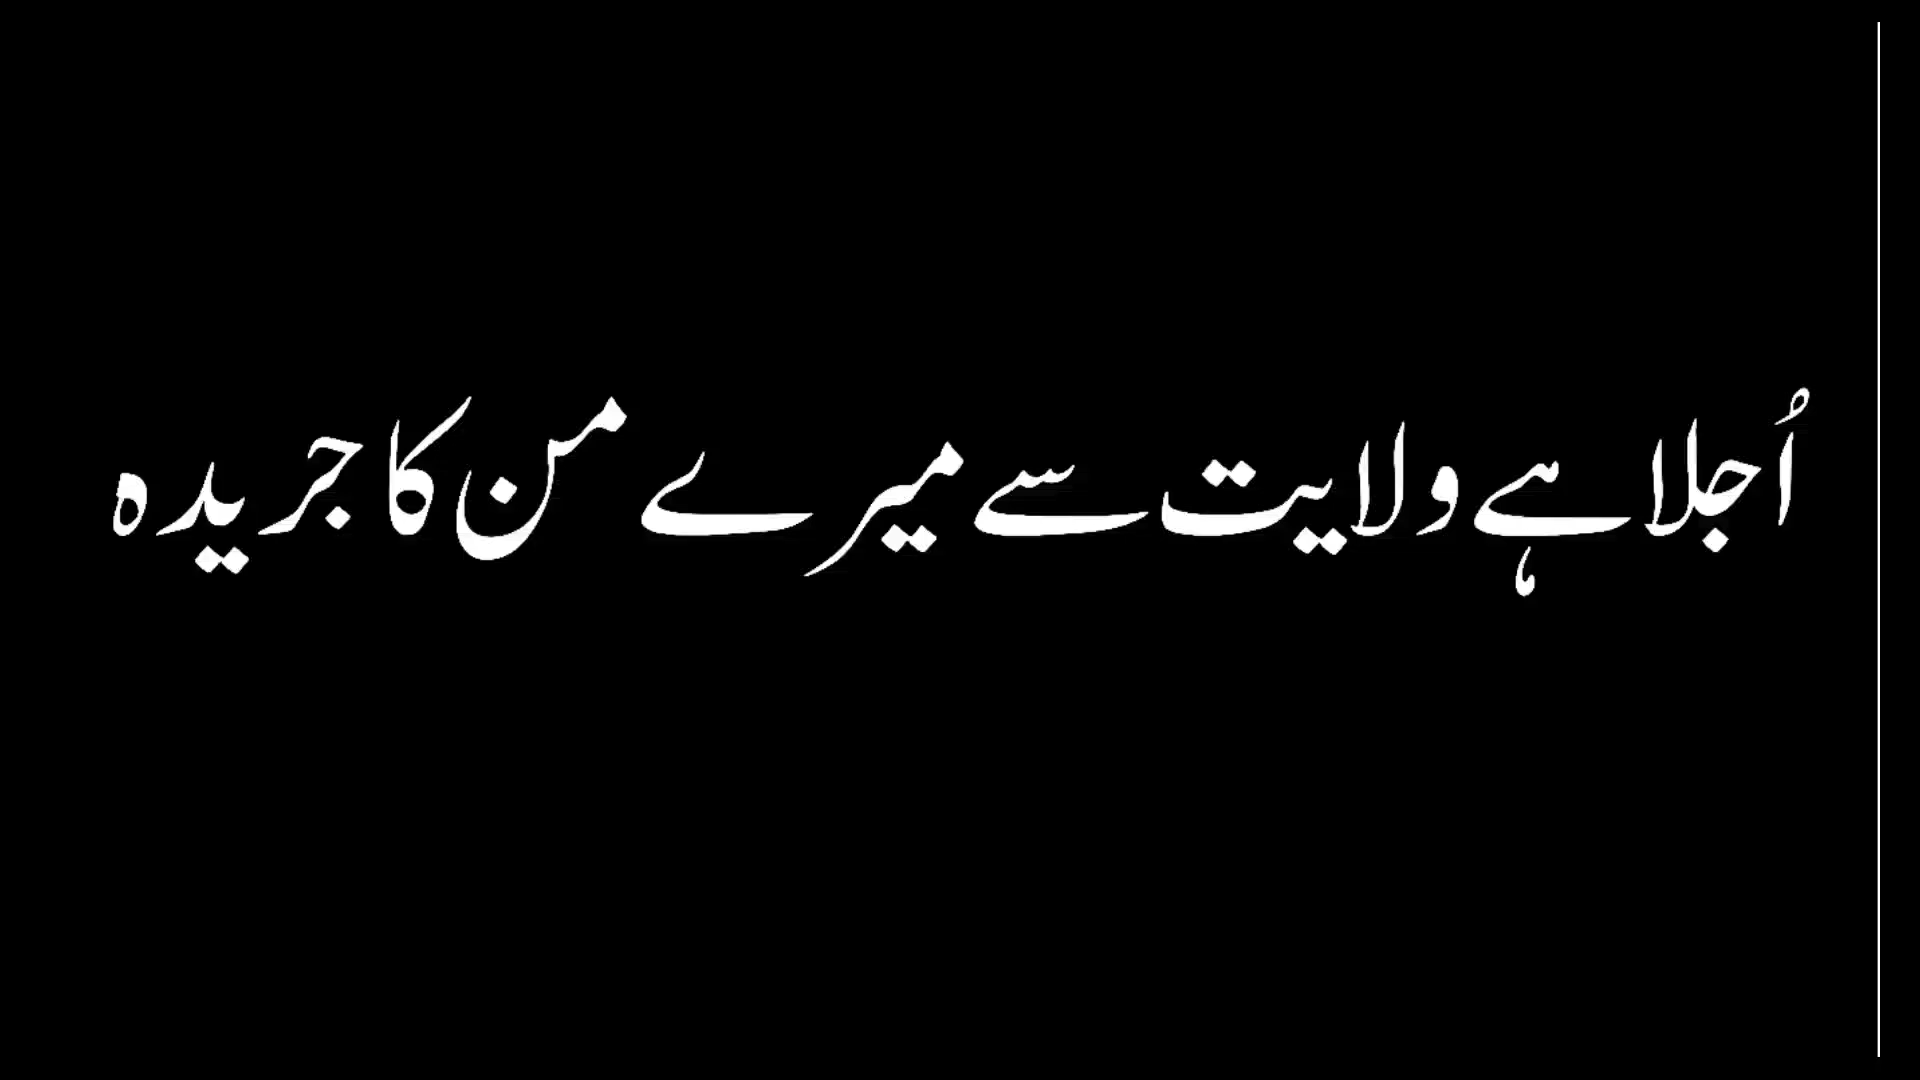 اُجلا ہے ولایت سے میرے من کا جریدہ